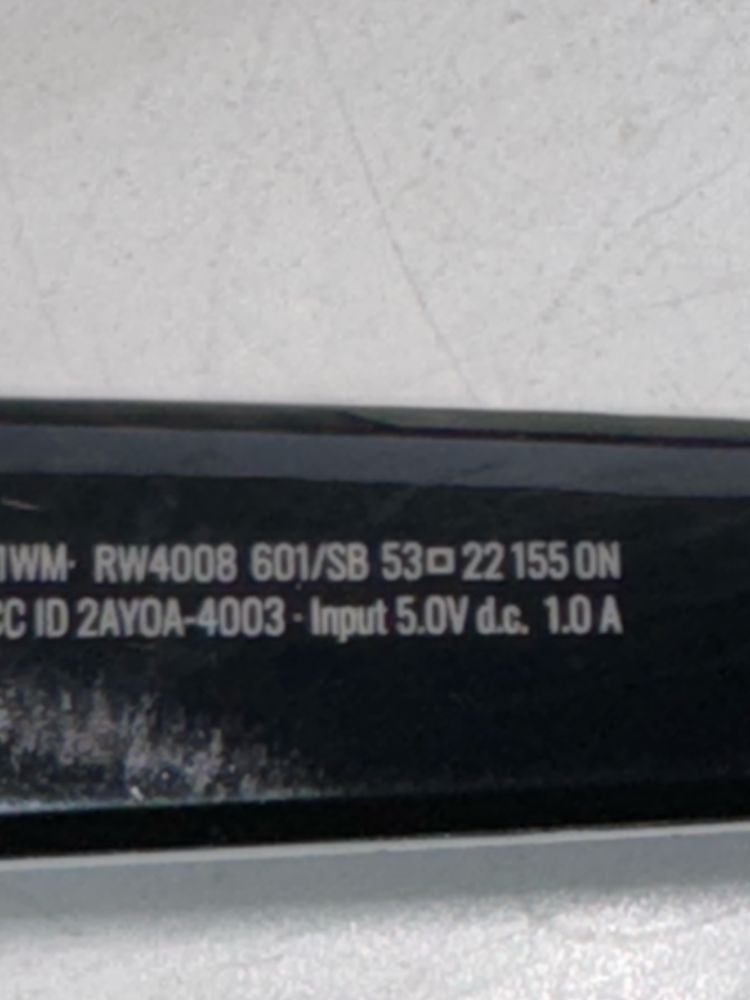 1WM· RW4008 601/SB 53□22 155 0N
CC ID 2AYOA-4003 · Input 5.0V d.c. 1.0 A